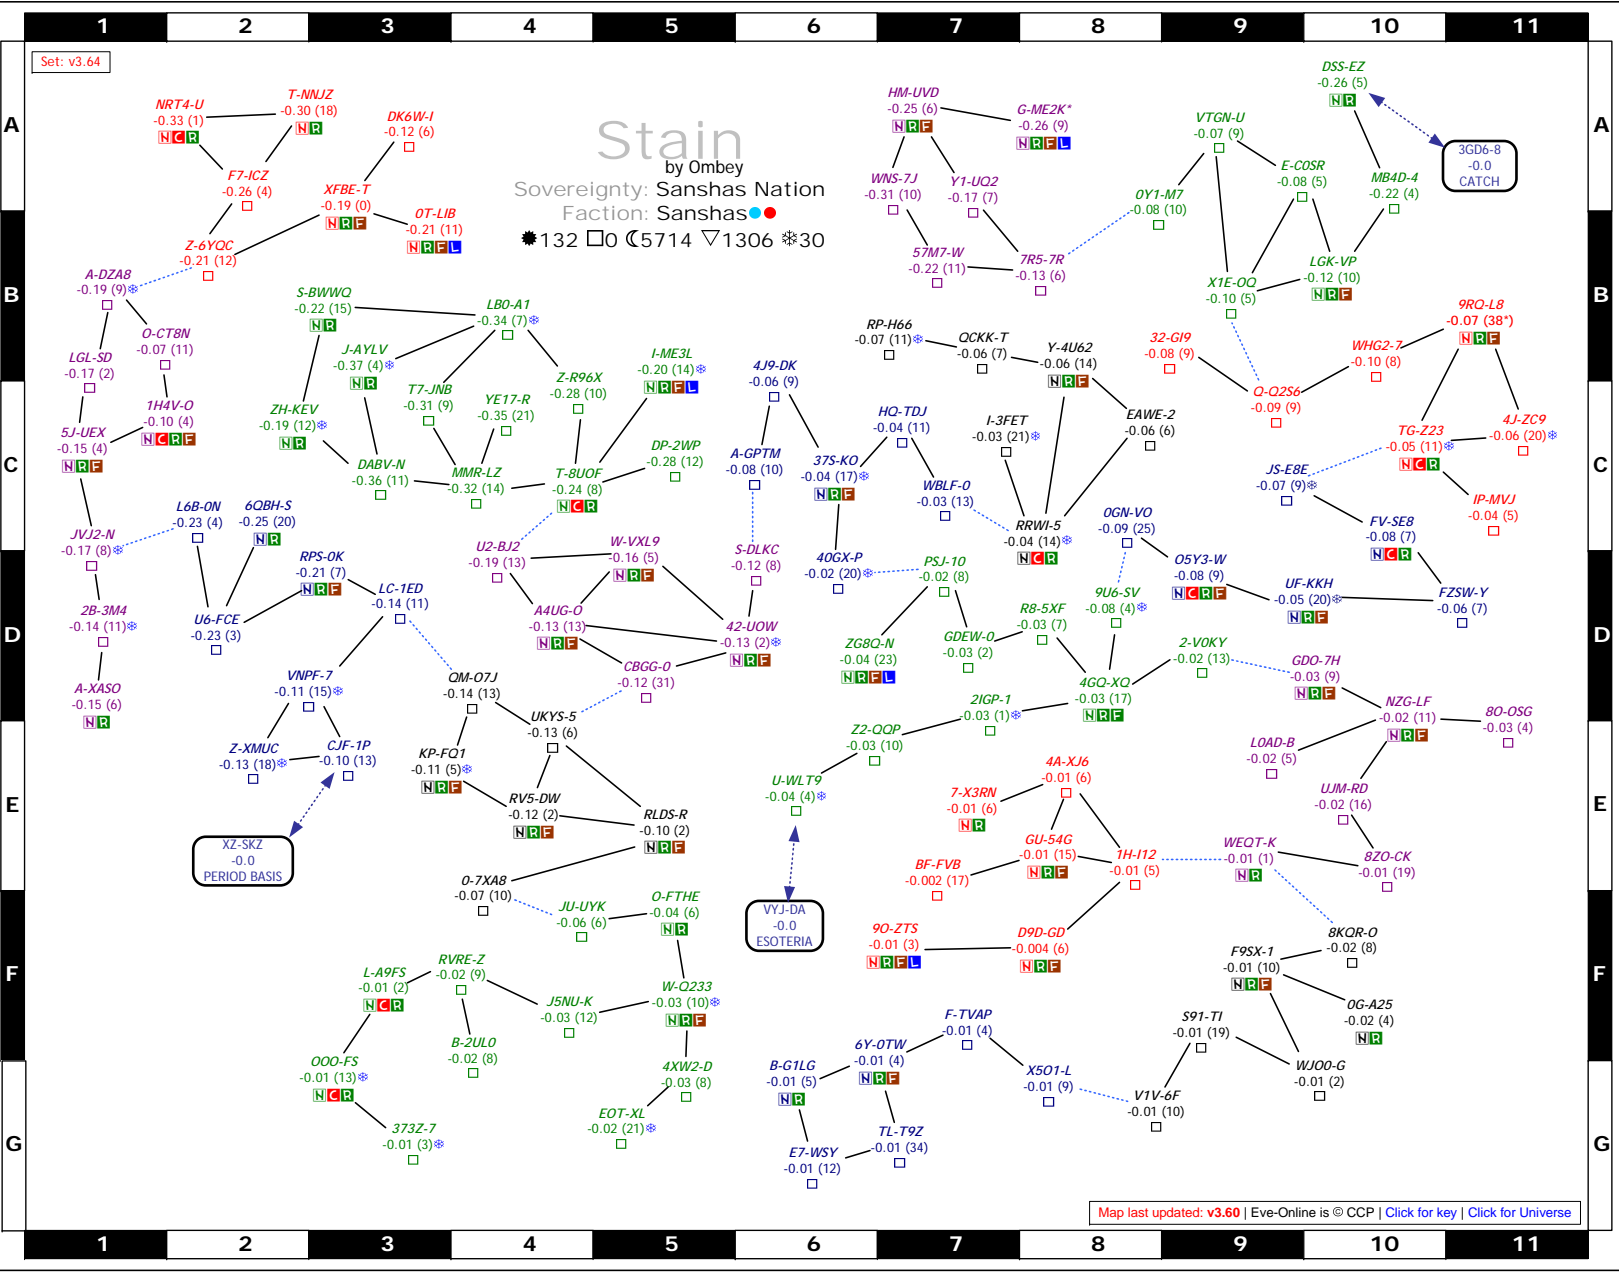 1 2 3 4 5 6 7 8 9 10 11
Set: v3.64
A
A
Stain
by Ombey
Sovereignty: Sanshas Nation
Faction: Sanshas
132 0 5714 1306 30
NRT4-U
-0.33 (1)
N C R
T-NNJZ
-0.30 (18)
N R
DK6W-I
-0.12 (6)
F7-ICZ
-0.26 (4)
XFBE-T
-0.19 (0)
N R F
0T-LIB
-0.21 (11)
N R F L
Z-6YQC
-0.21 (12)
HM-UVD
-0.25 (6)
N R F
G-ME2K*
-0.26 (9)
N R F L
WNS-7J
-0.31 (10)
Y1-UQ2
-0.17 (7)
57M7-W
-0.22 (11)
7R5-7R
-0.13 (6)
VTGN-U
-0.07 (9)
0Y1-M7
-0.08 (10)
E-C0SR
-0.08 (5)
DSS-EZ
-0.26 (5)
N R
3GD6-8
-0.0
CATCH
MB4D-4
-0.22 (4)
LGK-VP
-0.12 (10)
N R F
X1E-OQ
-0.10 (5)
B
B
A-DZA8
-0.19 (9)
O-CT8N
-0.07 (11)
LGL-SD
-0.17 (2)
1H4V-O
-0.10 (4)
N C R F
5J-UEX
-0.15 (4)
N R F
S-BWWQ
-0.22 (15)
N R
LB0-A1
-0.34 (7)
J-AYLV
-0.37 (4)
N R
I-ME3L
-0.20 (14)
N R F L
T7-JNB
-0.31 (9)
YE17-R
-0.35 (21)
Z-R96X
-0.28 (10)
ZH-KEV
-0.19 (12)
N R
DABV-N
-0.36 (11)
MMR-LZ
-0.32 (14)
T-8UOF
-0.24 (8)
N C R
DP-2WP
-0.28 (12)
4J9-DK
-0.06 (9)
A-GPTM
-0.08 (10)
37S-KO
-0.04 (17)
N R F
RP-H66
-0.07 (11)
QCKK-T
-0.06 (7)
Y-4U62
-0.06 (14)
N R F
HQ-TDJ
-0.04 (11)
I-3FET
-0.03 (21)
EAWE-2
-0.06 (6)
WBLF-0
-0.03 (13)
RRWI-5
-0.04 (14)
N C R
32-GI9
-0.08 (9)
Q-Q2S6
-0.09 (9)
WHG2-7
-0.10 (8)
9RQ-L8
-0.07 (38*)
N R F
TG-Z23
-0.05 (11)
N C R
4J-ZC9
-0.06 (20)
IP-MVJ
-0.04 (5)
C
C
JS-E8E
-0.07 (9)
FV-SE8
-0.08 (7)
N C R
0GN-VO
-0.09 (25)
O5Y3-W
-0.08 (9)
N C R F
UF-KKH
-0.05 (20)
N R F
FZSW-Y
-0.06 (7)
JVJ2-N
-0.17 (8)
2B-3M4
-0.14 (11)
A-XASO
-0.15 (6)
N R
L6B-0N
-0.23 (4)
6QBH-S
-0.25 (20)
N R
RPS-0K
-0.21 (7)
N R F
LC-1ED
-0.14 (11)
U6-FCE
-0.23 (3)
VNPF-7
-0.11 (15)
Z-XMUC
-0.13 (18)
CJF-1P
-0.10 (13)
XZ-SKZ
-0.0
PERIOD BASIS
U2-BJ2
-0.19 (13)
W-VXL9
-0.16 (5)
N R F
S-DLKC
-0.12 (8)
A4UG-O
-0.13 (13)
N R F
42-UOW
-0.13 (2)
N R F
CBGG-0
-0.12 (31)
D
D
40GX-P
-0.02 (20)
PSJ-10
-0.02 (8)
ZG8Q-N
-0.04 (23)
N R F L
GDEW-0
-0.03 (2)
R8-5XF
-0.03 (7)
9U6-SV
-0.08 (4)
4GQ-XQ
-0.03 (17)
N R F
2-V0KY
-0.02 (13)
2IGP-1
-0.03 (1)
Z2-QQP
-0.03 (10)
U-WLT9
-0.04 (4)
VYJ-DA
-0.0
ESOTERIA
GDO-7H
-0.03 (9)
N R F
NZG-LF
-0.02 (11)
N R F
8O-OSG
-0.03 (4)
L0AD-B
-0.02 (5)
UJM-RD
-0.02 (16)
WEQT-K
-0.01 (1)
N R
8ZO-CK
-0.01 (19)
QM-O7J
-0.14 (13)
UKYS-5
-0.13 (6)
KP-FQ1
-0.11 (5)
N R F
RV5-DW
-0.12 (2)
N R F
RLDS-R
-0.10 (2)
N R F
0-7XA8
-0.07 (10)
E
E
4A-XJ6
-0.01 (6)
7-X3RN
-0.01 (6)
N R
GU-54G
-0.01 (15)
N R F
1H-I12
-0.01 (5)
BF-FVB
-0.002 (17)
9O-ZTS
-0.01 (3)
N R F L
D9D-GD
-0.004 (6)
N R F
JU-UYK
-0.06 (6)
O-FTHE
-0.04 (6)
N R
W-Q233
-0.03 (10)
N R F
J5NU-K
-0.03 (12)
RVRE-Z
-0.02 (9)
L-A9FS
-0.01 (2)
N C R
B-2UL0
-0.02 (8)
OOO-FS
-0.01 (13)
N C R
373Z-7
-0.01 (3)
4XW2-D
-0.03 (8)
EOT-XL
-0.02 (21)
F
F
8KQR-O
-0.02 (8)
F9SX-1
-0.01 (10)
N R F
0G-A25
-0.02 (4)
N R
S91-TI
-0.01 (19)
WJO0-G
-0.01 (2)
V1V-6F
-0.01 (10)
F-TVAP
-0.01 (4)
6Y-0TW
-0.01 (4)
N R F
B-G1LG
-0.01 (5)
N R
X5O1-L
-0.01 (9)
TL-T9Z
-0.01 (34)
E7-WSY
-0.01 (12)
G
G
Map last updated: v3.60 | Eve-Online is © CCP | Click for key | Click for Universe
1 2 3 4 5 6 7 8 9 10 11